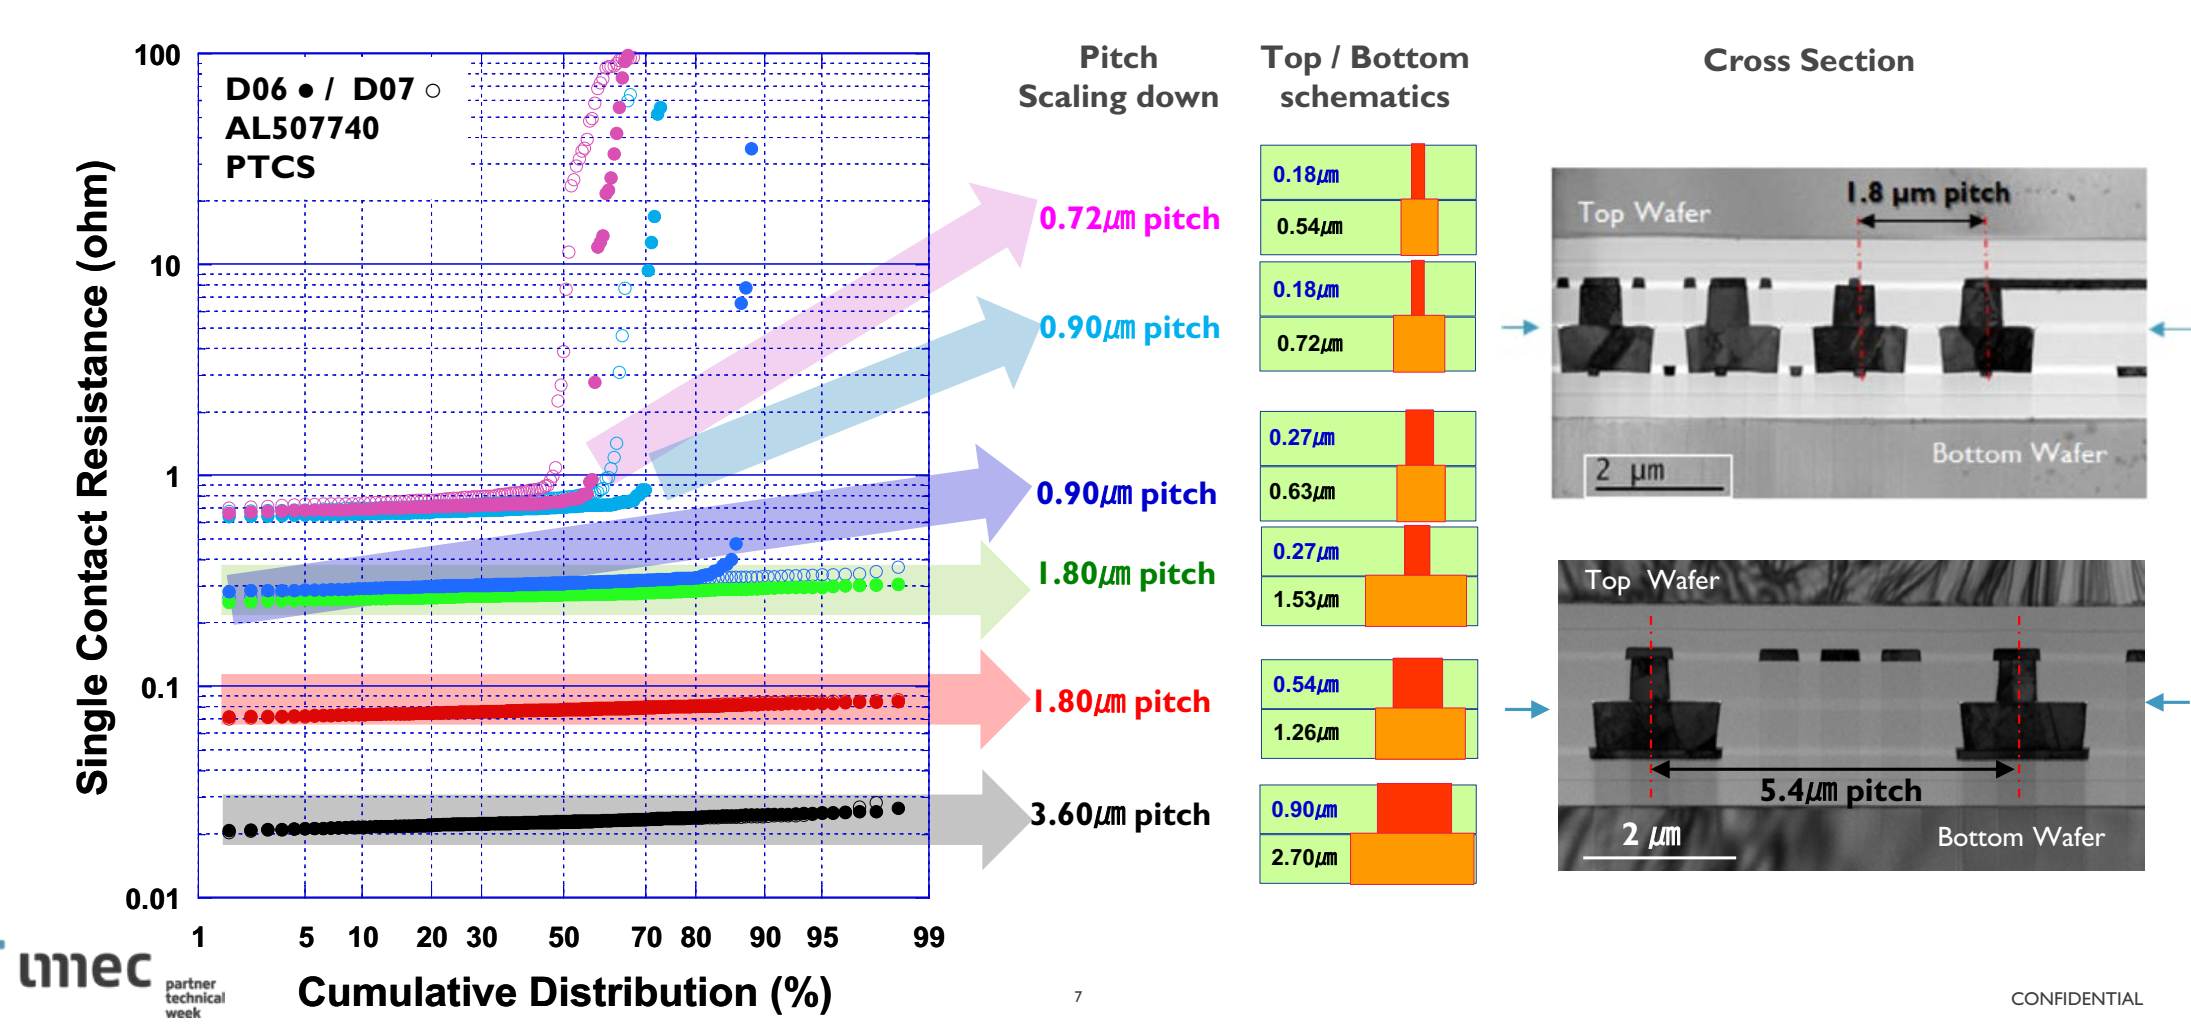 Pitch
Scaling down
Top / Bottom
schematics
Cross Section
D06 ● / D07 ○
AL507740
PTCS
Single Contact Resistance (ohm)
100
10
1
0.1
0.01
1 5 10 20 30 50 70 80 90 95 99
Cumulative Distribution (%)
0.72㎛ pitch
0.90㎛ pitch
0.90㎛ pitch
1.80㎛ pitch
1.80㎛ pitch
3.60㎛ pitch
0.18㎛
0.54㎛
0.18㎛
0.72㎛
0.27㎛
0.63㎛
0.27㎛
1.53㎛
0.54㎛
1.26㎛
0.90㎛
2.70㎛
Top Wafer
1.8 µm pitch
Bottom Wafer
2 µm
Top Wafer
5.4㎛ pitch
2 ㎛
Bottom Wafer
imec
partner
technical
week
7
CONFIDENTIAL